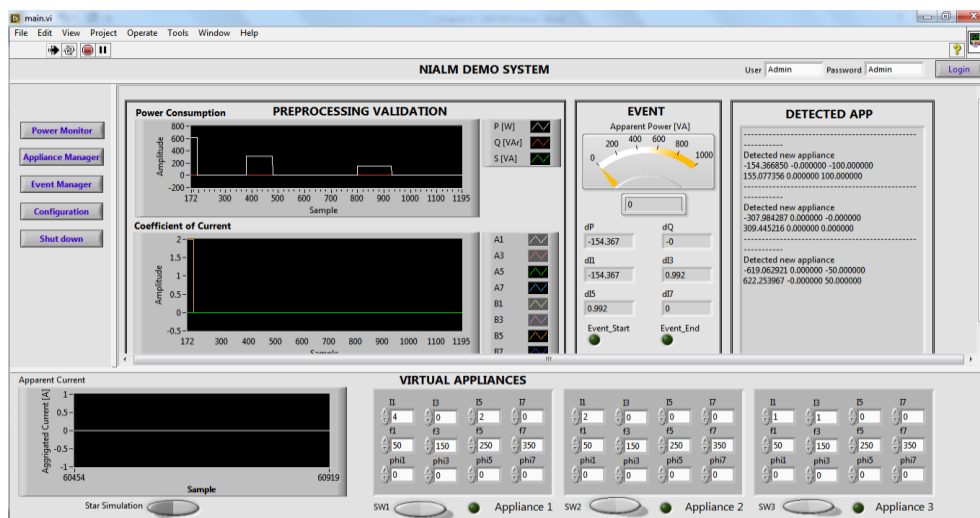 main.vi
File Edit View Project Operate Tools Window Help
NIALM DEMO SYSTEM
User Admin Password Admin Login
Power Monitor
Appliance Manager
Event Manager
Configuration
Shut down
PREPROCESSING VALIDATION
Power Consumption
Amplitude
800
600
400
200
0
-200
172 300 400 500 600 700 800 900 1000 1100 1195
Sample
P [W]
Q [VAr]
S [VA]
Coefficient of Current
Amplitude
2
1.5
1
0.5
0
-0.5
172 300 400 500 600 700 800 900 1000 1100 1195
Sample
A1
A3
A5
A7
B1
B3
B5
B7
EVENT
Apparent Power [VA]
0 200 400 600 800 1000
0
dP dQ
-154.367 -0
dI1 dI3
-154.367 0.992
dI5 dI7
0.992 0
Event_Start Event_End
DETECTED APP
------------------------------------------------
-----------
Detected new appliance
-154.366850 -0.000000 -100.000000
155.077356 0.000000 100.000000
------------------------------------------------
-----------
Detected new appliance
-307.984287 0.000000 -0.000000
309.445216 0.000000 0.000000
------------------------------------------------
-----------
Detected new appliance
-619.062921 0.000000 -50.000000
622.253967 -0.000000 50.000000
VIRTUAL APPLIANCES
Apparent Current
Aggrigated Current [A]
1
0.5
0
-0.5
-1
60454 60919
Sample
Star Simulation
I1 I3 I5 I7
4 0 2 0
f1 f3 f5 f7
50 150 250 350
phi1 phi3 phi5 phi7
0 0 0 0
SW1 Appliance 1
I1 I3 I5 I7
2 0 0 0
f1 f3 f5 f7
50 150 250 350
phi1 phi3 phi5 phi7
0 0 0 0
SW2 Appliance 2
I1 I3 I5 I7
1 1 0 0
f1 f3 f5 f7
50 150 250 350
phi1 phi3 phi5 phi7
0 0 0 0
SW3 Appliance 3